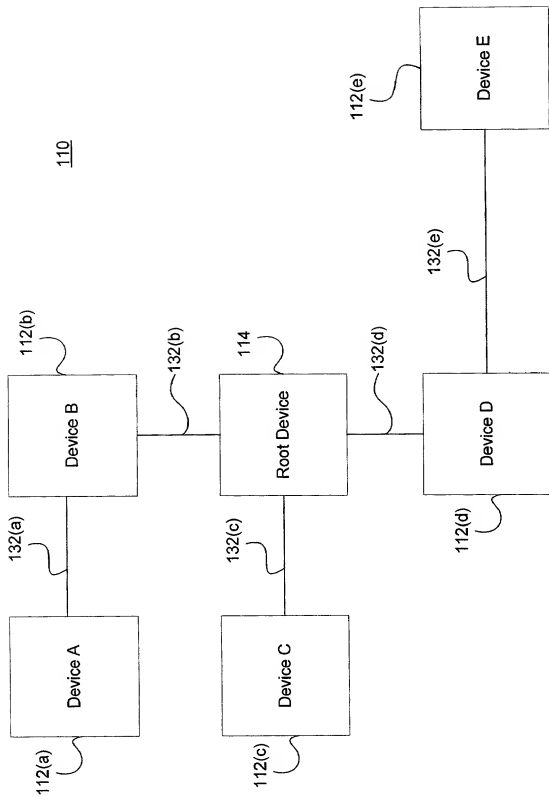 110
Device A
112(a)
132(a)
Device B
112(b)
132(b)
Device C
112(c)
132(c)
Root Device
114
132(d)
Device D
112(d)
132(e)
Device E
112(e)